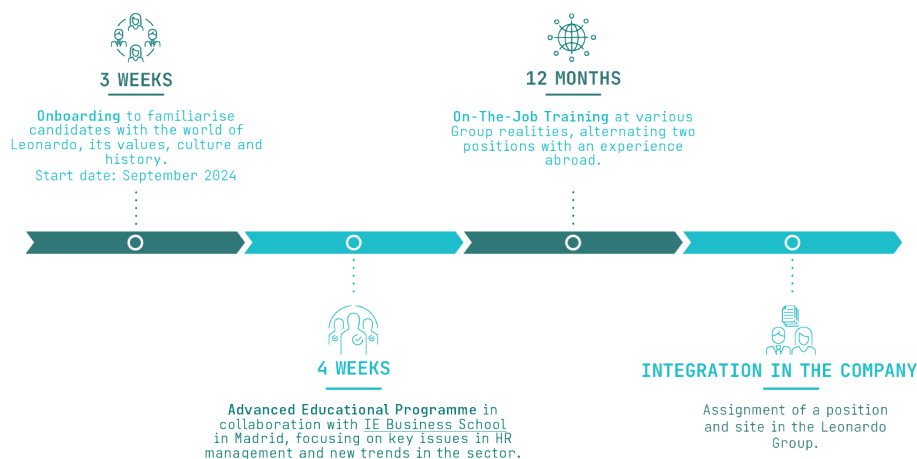 3 WEEKS
Onboarding to familiarise
candidates with the world of
Leonardo, its values, culture and
history.
Start date: September 2024
4 WEEKS
Advanced Educational Programme in
collaboration with IE Business School
in Madrid, focusing on key issues in HR
management and new trends in the sector.
12 MONTHS
On-The-Job Training at various
Group realities, alternating two
positions with an experience
abroad.
INTEGRATION IN THE COMPANY
Assignment of a position
and site in the Leonardo
Group.